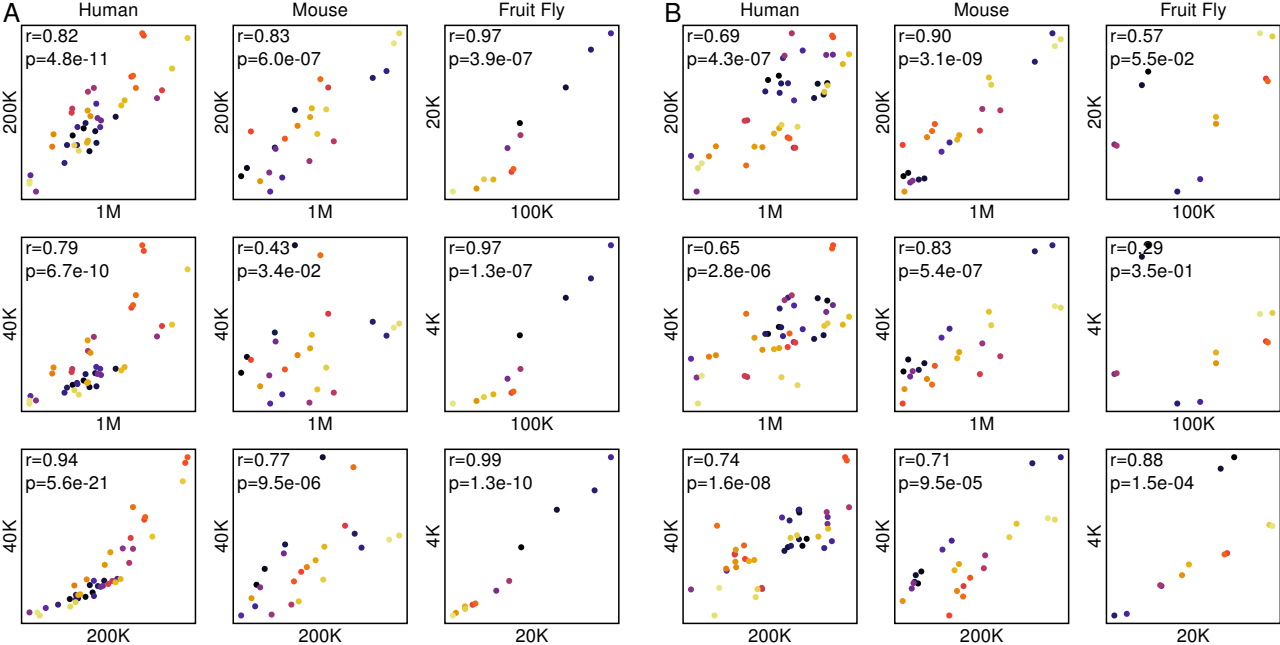 A
Human
Mouse
Fruit Fly
B
Human
Mouse
Fruit Fly
r=0.82
p=4.8e-11
200K
1M
r=0.83
p=6.0e-07
200K
1M
r=0.97
p=3.9e-07
20K
100K
r=0.69
p=4.3e-07
200K
1M
r=0.90
p=3.1e-09
200K
1M
r=0.57
p=5.5e-02
20K
100K
r=0.79
p=6.7e-10
40K
1M
r=0.43
p=3.4e-02
40K
1M
r=0.97
p=1.3e-07
4K
100K
r=0.65
p=2.8e-06
40K
1M
r=0.83
p=5.4e-07
40K
1M
r=0.29
p=3.5e-01
4K
100K
r=0.94
p=5.6e-21
40K
200K
r=0.77
p=9.5e-06
40K
200K
r=0.99
p=1.3e-10
4K
20K
r=0.74
p=1.6e-08
40K
200K
r=0.71
p=9.5e-05
40K
200K
r=0.88
p=1.5e-04
4K
20K